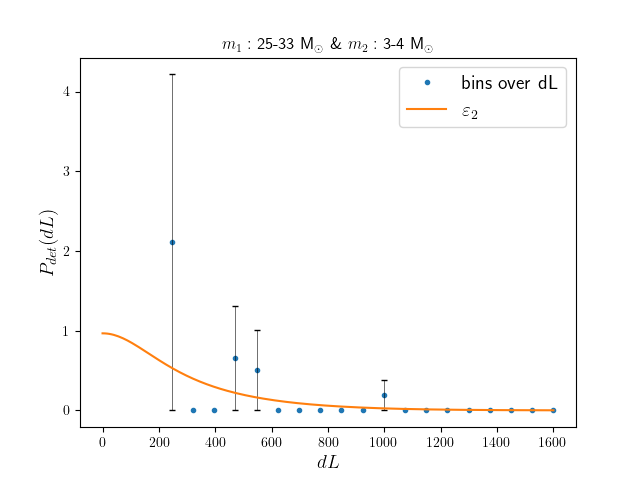 m₁ : 25-33 M⊙ & m₂ : 3-4 M⊙
4
3
2
1
0
P_det(dL)
bins over dL
ε₂
0 200 400 600 800 1000 1200 1400 1600
dL